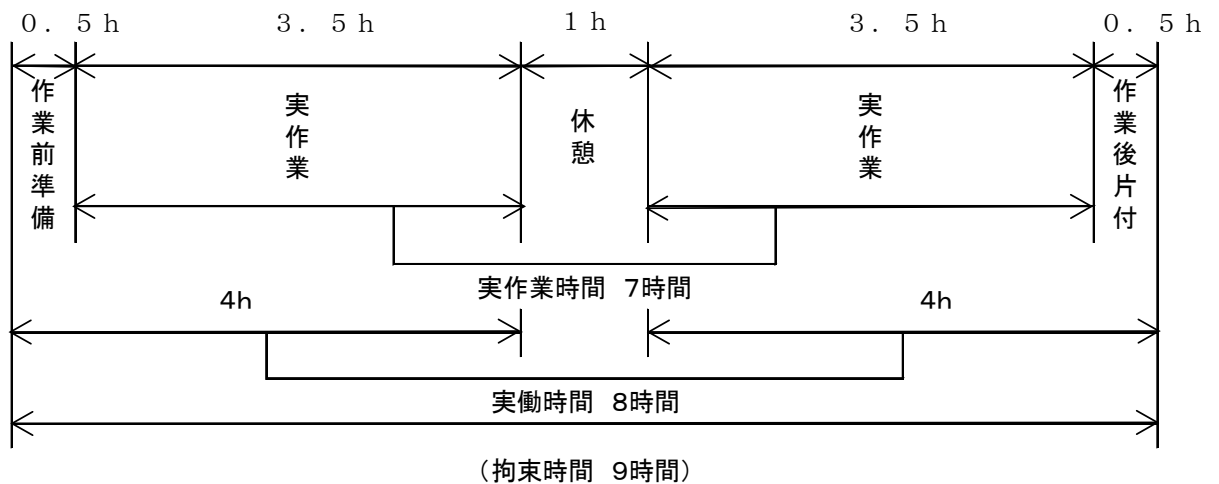 0．5h 3．5h 1h 3．5h 0．5h
作業前準備
実作業
休憩
実作業
作業後片付
実作業時間 7時間
4h 4h
実働時間 8時間
（拘束時間 9時間）